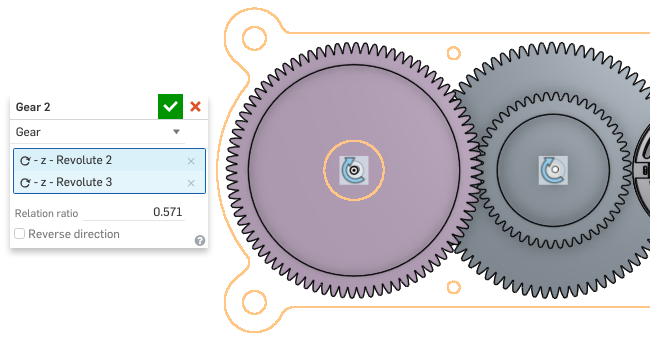 Gear 2
Gear
- z - Revolute 2
- z - Revolute 3
Relation ratio 0.571
Reverse direction